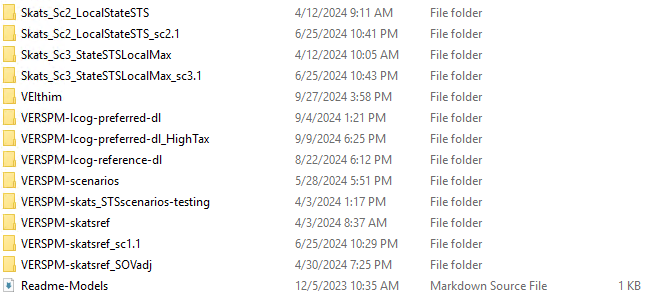 Skats_Sc2_LocalStateSTS 4/12/2024 9:11 AM File folder
Skats_Sc2_LocalStateSTS_sc2.1 6/25/2024 10:41 PM File folder
Skats_Sc3_StateSTSLocalMax 4/12/2024 10:05 AM File folder
Skats_Sc3_StateSTSLocalMax_sc3.1 6/25/2024 10:43 PM File folder
VEIthim 9/27/2024 3:58 PM File folder
VERSPM-lcog-preferred-dl 9/4/2024 1:21 PM File folder
VERSPM-lcog-preferred-dl_HighTax 9/9/2024 6:25 PM File folder
VERSPM-lcog-reference-dl 8/22/2024 6:12 PM File folder
VERSPM-scenarios 5/28/2024 5:51 PM File folder
VERSPM-skats_STSscenarios-testing 4/3/2024 1:17 PM File folder
VERSPM-skatsref 4/3/2024 8:37 AM File folder
VERSPM-skatsref_sc1.1 6/25/2024 10:29 PM File folder
VERSPM-skatsref_SOVadj 4/30/2024 7:25 PM File folder
Readme-Models 12/5/2023 10:35 AM Markdown Source File 1 KB